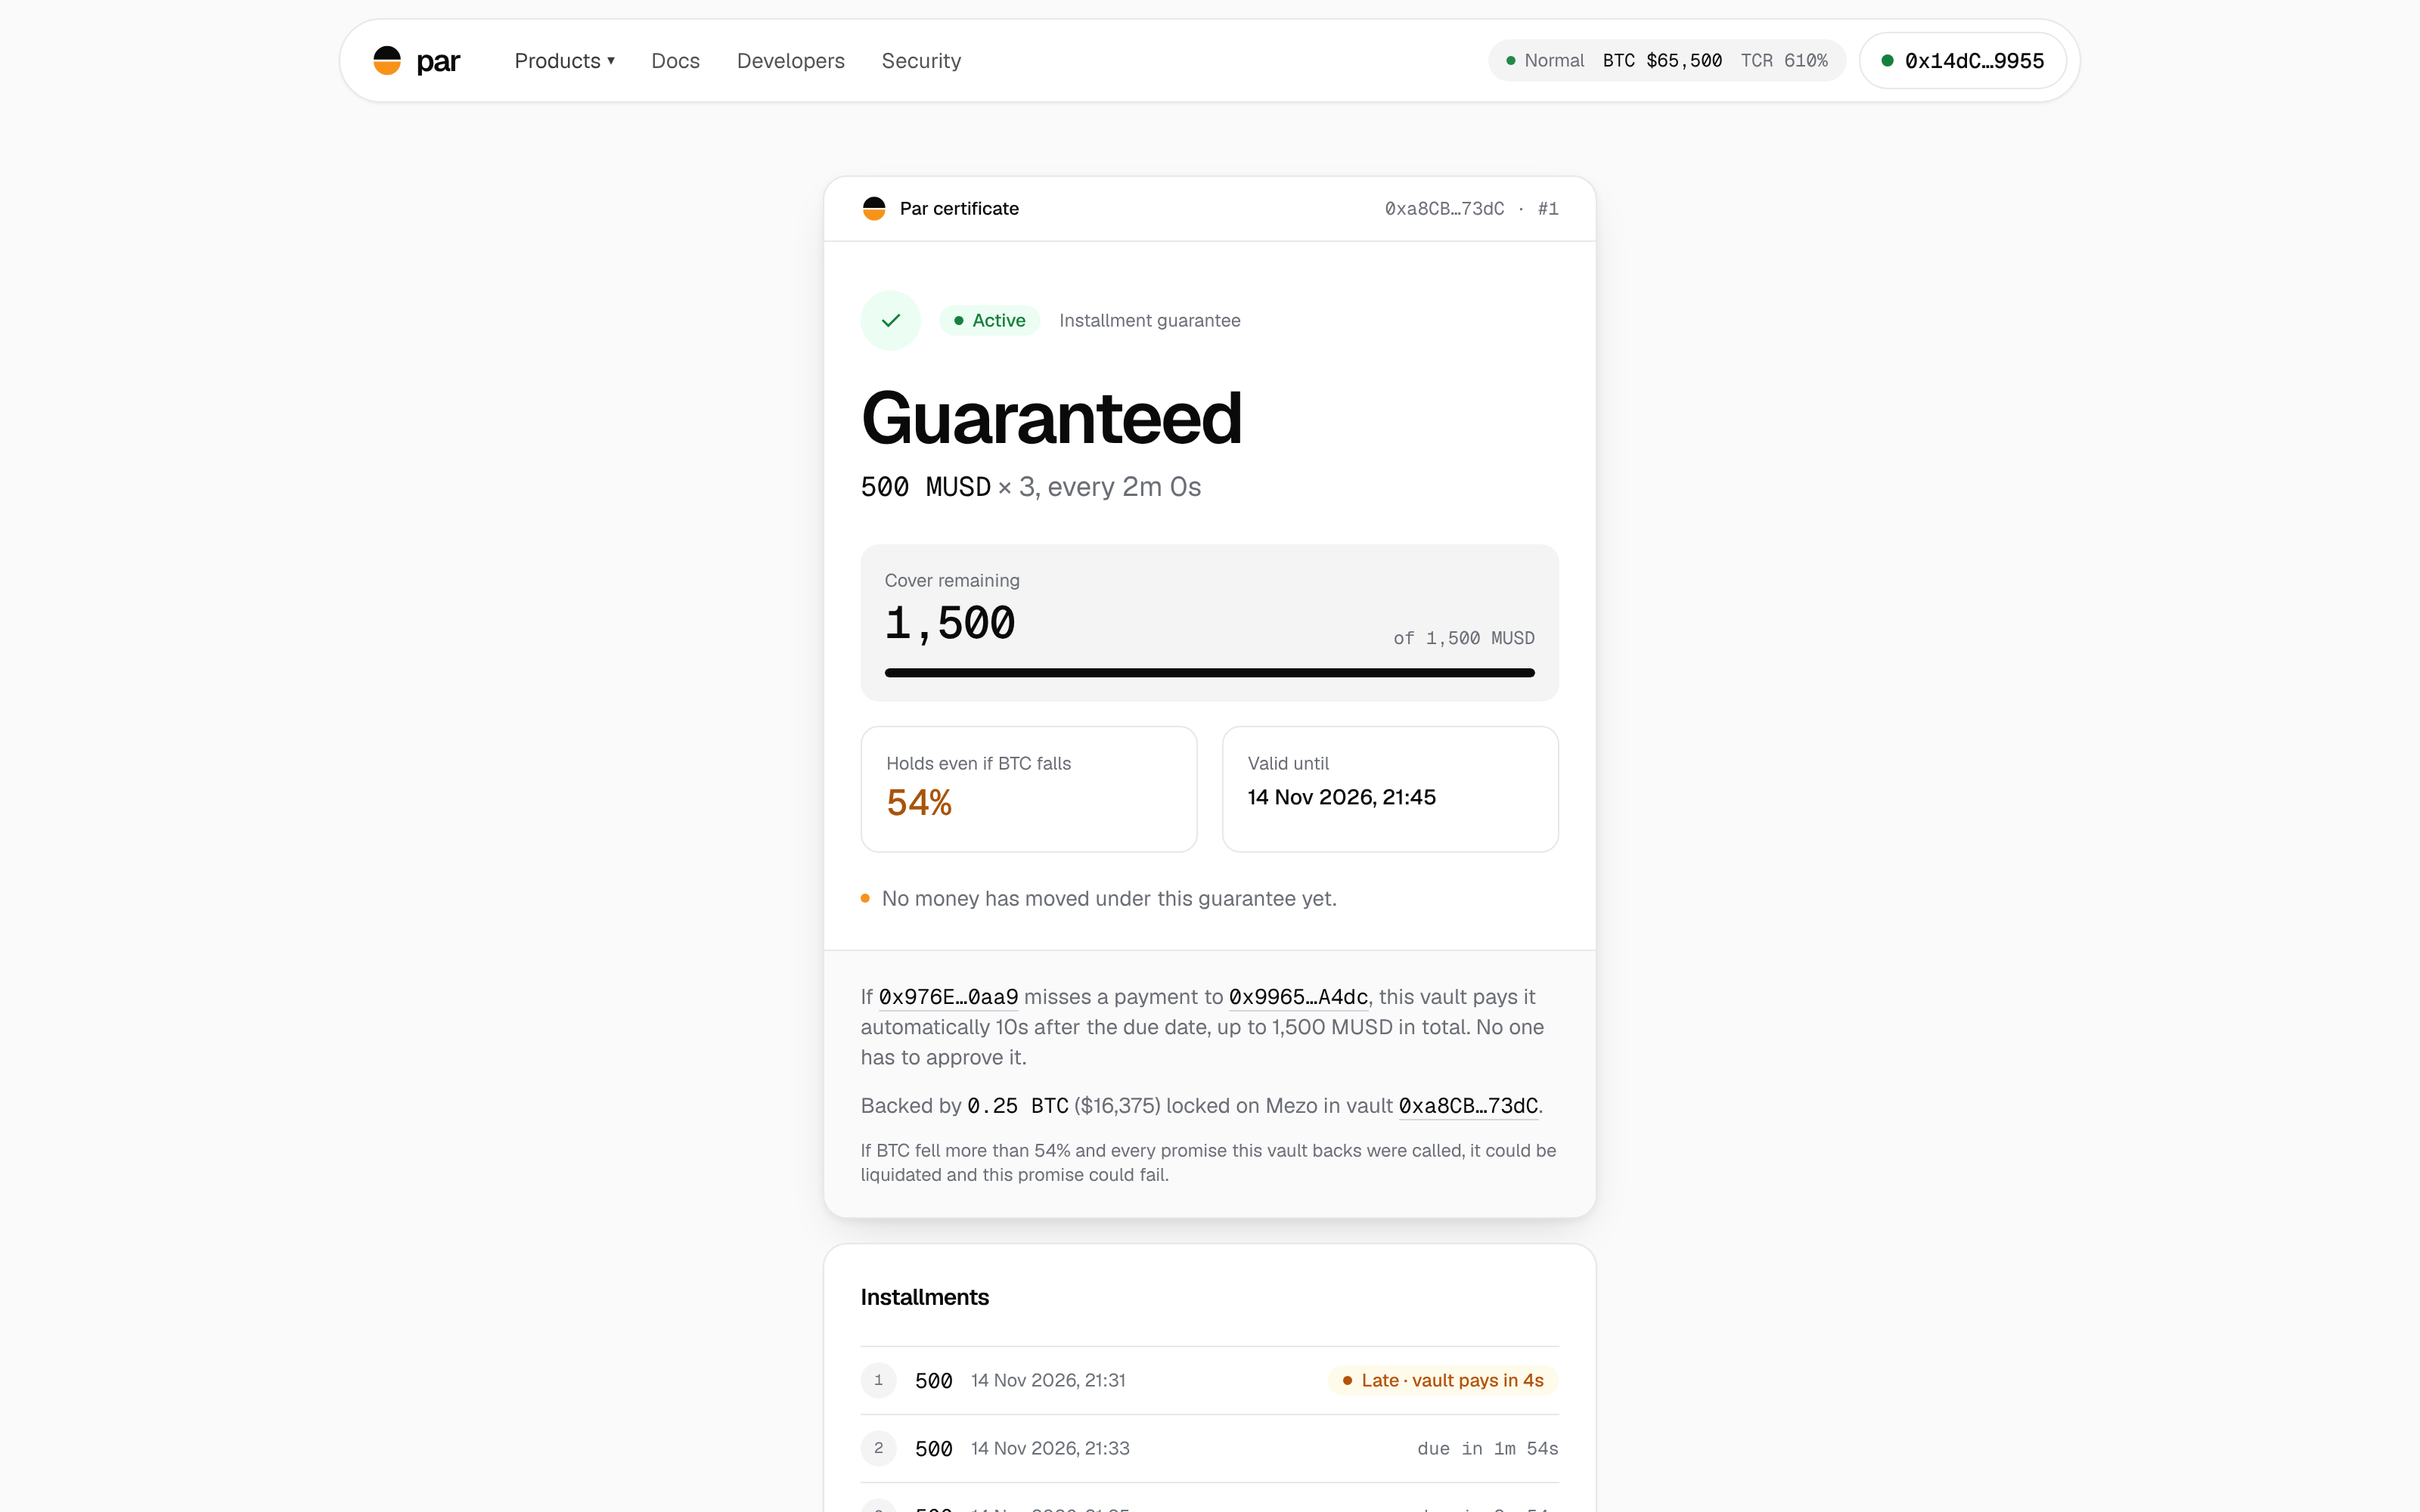 par
Products ▾
Docs
Developers
Security
Normal BTC $65,500 TCR 610%
0x14dC…9955
Par certificate
0xa8CB…73dC · #1
Active
Installment guarantee
Guaranteed
500 MUSD × 3, every 2m 0s
Cover remaining
1,500
of 1,500 MUSD
Holds even if BTC falls
54%
Valid until
14 Nov 2026, 21:45
No money has moved under this guarantee yet.
If 0x976E…0aa9 misses a payment to 0x9965…A4dc, this vault pays it
automatically 10s after the due date, up to 1,500 MUSD in total. No one
has to approve it.
Backed by 0.25 BTC ($16,375) locked on Mezo in vault 0xa8CB…73dC.
If BTC fell more than 54% and every promise this vault backs were called, it could be
liquidated and this promise could fail.
Installments
1 500 14 Nov 2026, 21:31 Late · vault pays in 4s
2 500 14 Nov 2026, 21:33 due in 1m 54s